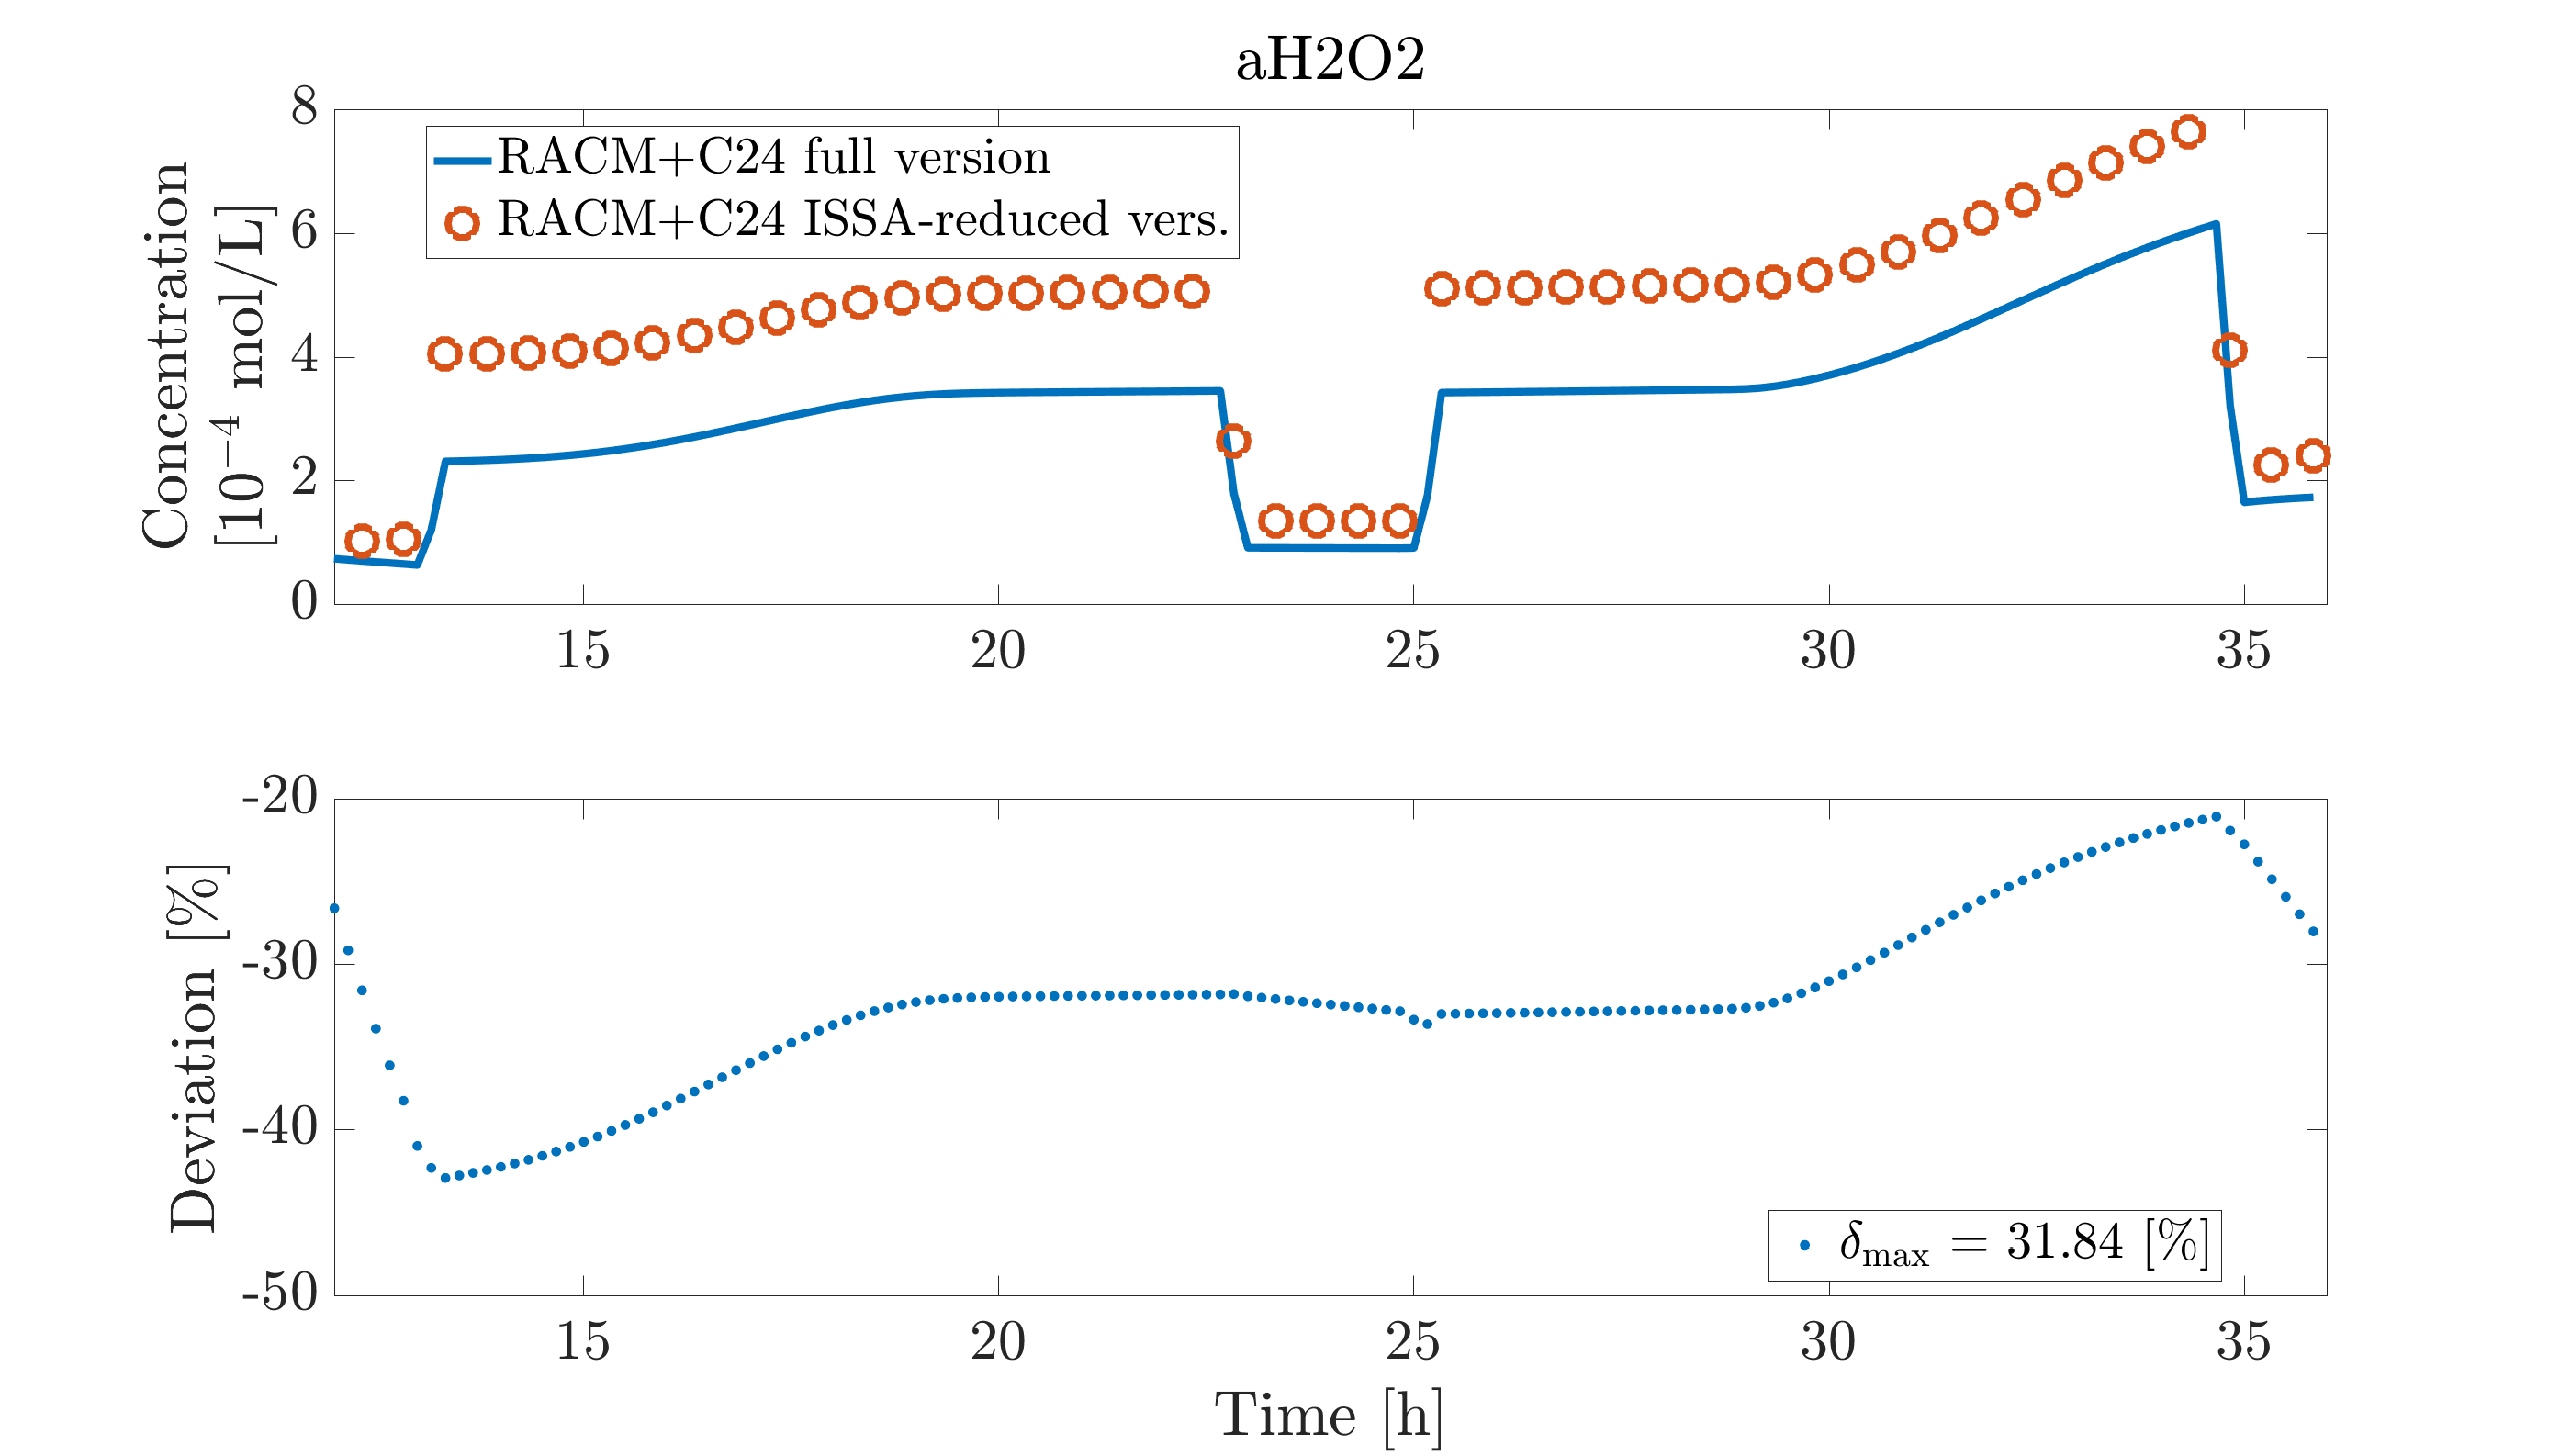 aH2O2
Concentration
[10⁻⁴ mol/L]
8
6
4
2
0
RACM+C24 full version
RACM+C24 ISSA-reduced vers.
15 20 25 30 35
Deviation [%]
-20
-30
-40
-50
δmax = 31.84 [%]
15 20 25 30 35
Time [h]